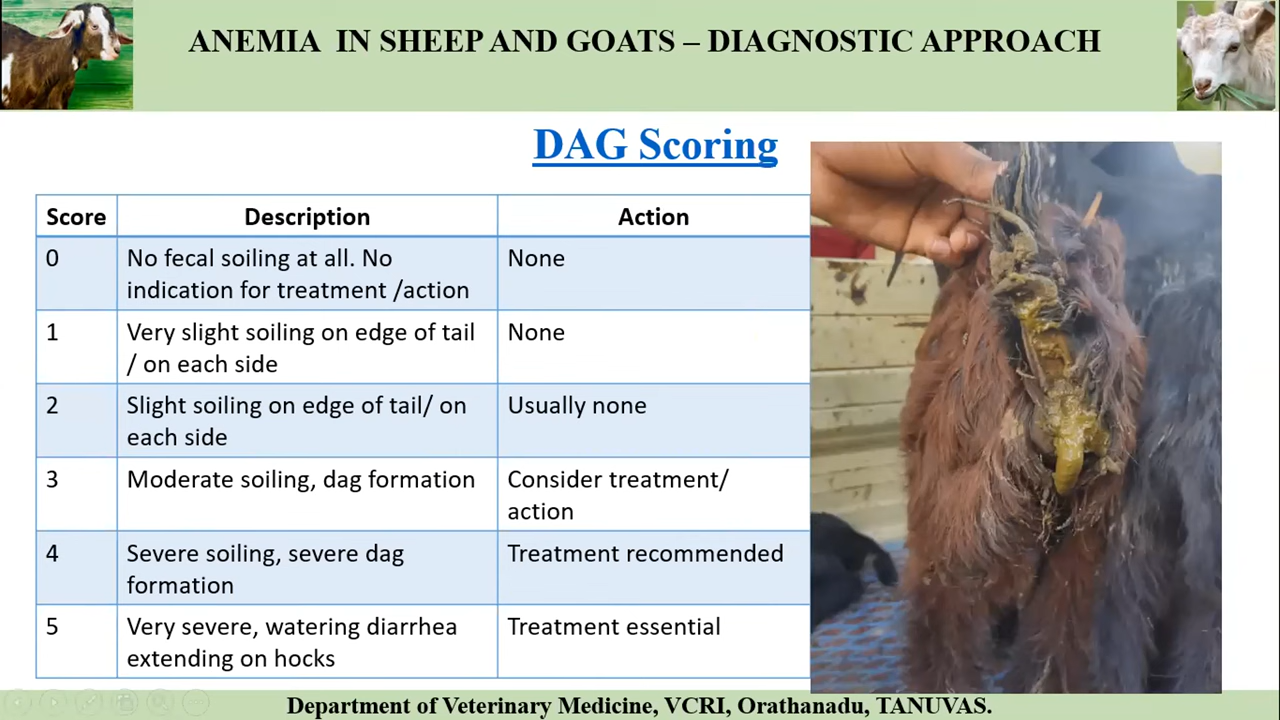 ANEMIA IN SHEEP AND GOATS – DIAGNOSTIC APPROACH
DAG Scoring
Score Description Action
0 No fecal soiling at all. No None
indication for treatment /action
1 Very slight soiling on edge of tail None
/ on each side
2 Slight soiling on edge of tail/ on Usually none
each side
3 Moderate soiling, dag formation Consider treatment/
action
4 Severe soiling, severe dag Treatment recommended
formation
5 Very severe, watering diarrhea Treatment essential
extending on hocks
Department of Veterinary Medicine, VCRI, Orathanadu, TANUVAS.